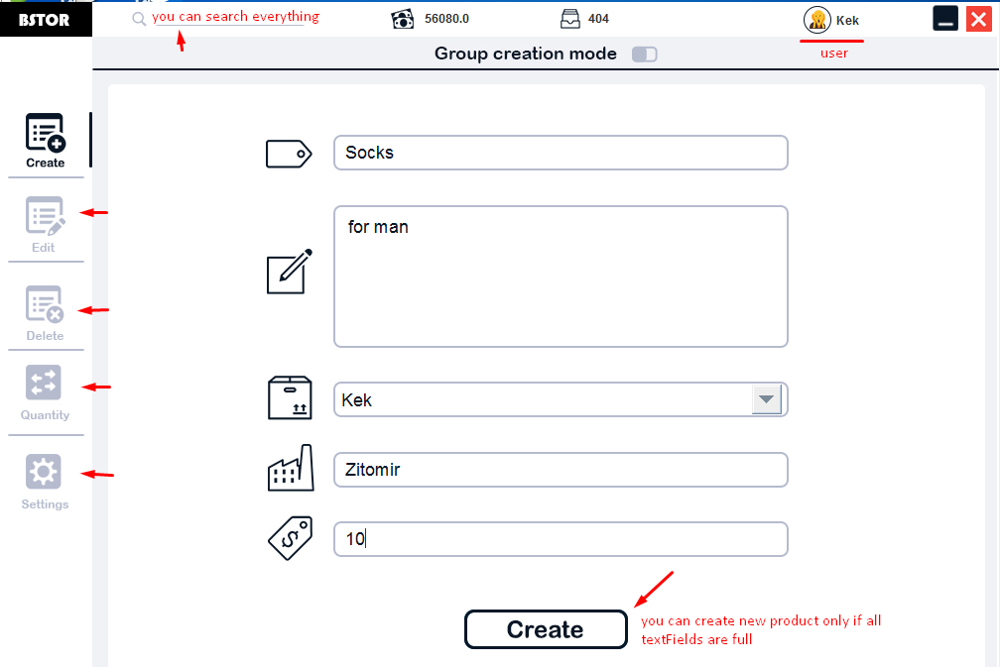 BSTOR
you can search everything
56080.0
404
Kek
user
Group creation mode
Create
Edit
Delete
Quantity
Settings
Socks
for man
Kek
Zitomir
10
Create
you can create new product only if all
textFields are full